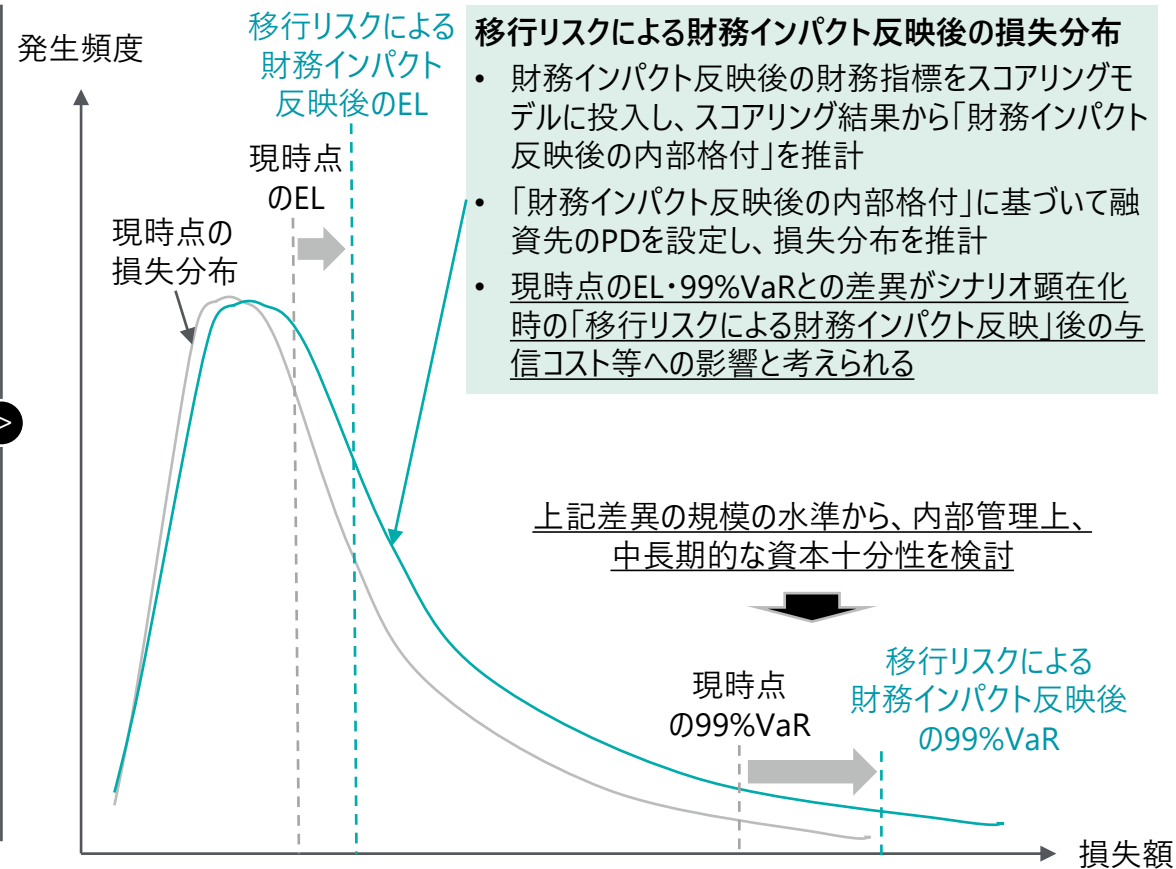 発生頻度
移行リスクによる
財務インパクト
反映後のEL
現時点
のEL
現時点の
損失分布
移行リスクによる財務インパクト反映後の損失分布
• 財務インパクト反映後の財務指標をスコアリングモ
デルに投入し、スコアリング結果から「財務インパクト
反映後の内部格付」を推計
• 「財務インパクト反映後の内部格付」に基づいて融
資先のPDを設定し、損失分布を推計
• 現時点のEL・99%VaRとの差異がシナリオ顕在化
時の「移行リスクによる財務インパクト反映」後の与
信コスト等への影響と考えられる
>
上記差異の規模の水準から、内部管理上、
中長期的な資本十分性を検討
現時点
の99%VaR
移行リスクによる
財務インパクト反映後
の99%VaR
損失額